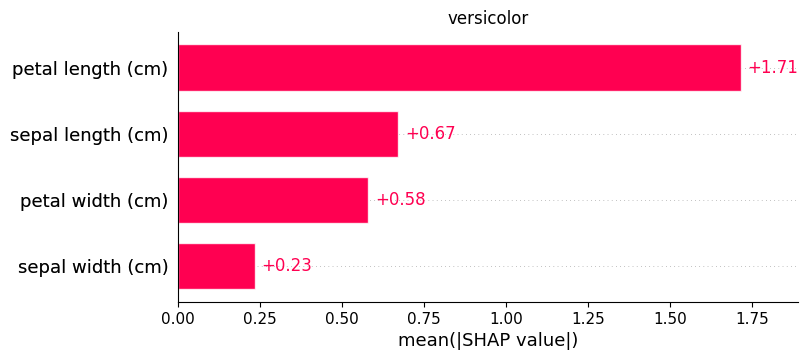 versicolor
petal length (cm)
+1.71
sepal length (cm)
+0.67
petal width (cm)
+0.58
sepal width (cm)
+0.23
0.00 0.25 0.50 0.75 1.00 1.25 1.50 1.75
mean(|SHAP value|)